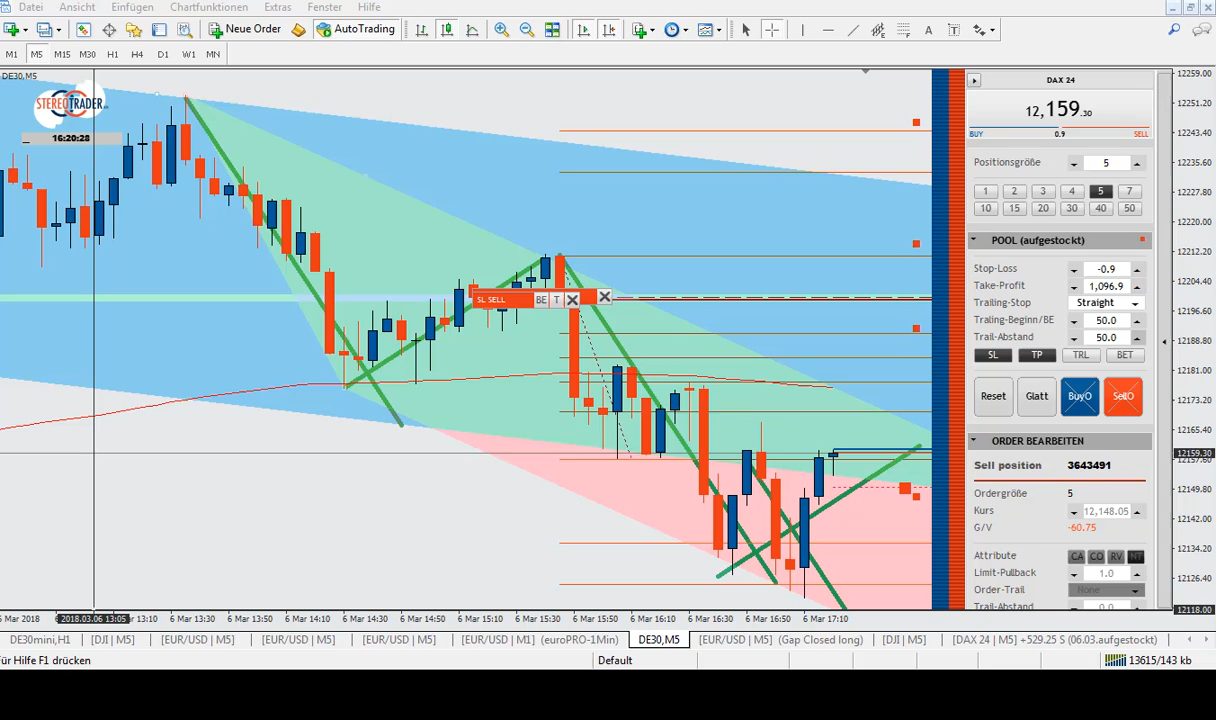 Datei Ansicht Einfügen Chartfunktionen Extras Fenster Hilfe
Neue Order AutoTrading
M1 M5 M15 M30 H1 H4 D1 W1 MN
DE30,M5
STEREOTRADER
16:20:28
SL SELL BE T
12259.00
12251.20
12243.40
12235.60
12227.80
12220.00
12212.20
12204.40
12196.60
12188.80
12181.00
12173.20
12165.40
12159.30
12157.60
12149.80
12142.00
12134.20
12126.40
12118.00
DAX 24
12,159.30
BUY 0.9 SELL
Positionsgröße 5
1 2 3 4 5 7
10 15 20 30 40 50
POOL (aufgestockt)
Stop-Loss -0.9
Take-Profit 1,096.9
Trailing-Stop Straight
Traling-Beginn/BE 50.0
Trail-Abstand 50.0
SL TP TRL BET
Reset Glatt BuyO SellO
ORDER BEARBEITEN
Sell position 3643491
Ordergröße 5
Kurs 12,148.05
G/V -60.75
Attribute CA CO RV
Limit-Pullback 1.0
Order-Trail None
Trail-Abstand 0.0
5 Mar 2018 2018.03.06 13:05 Mar 13:10 6 Mar 13:30 6 Mar 13:50 6 Mar 14:10 6 Mar 14:30 6 Mar 14:50 6 Mar 15:10 6 Mar 15:30 6 Mar 15:50 6 Mar 16:10 6 Mar 16:30 6 Mar 16:50 6 Mar 17:10
DE30mini,H1 [DJI | M5] [EUR/USD | M5] [EUR/USD | M5] [EUR/USD | M5] [EUR/USD | M1] (euroPRO-1Min) DE30,M5 [EUR/USD | M5] (Gap Closed long) [DJI | M5] [DAX 24 | M5] +529.25 S (06.03.aufgestockt)
Für Hilfe F1 drücken Default 13615/143 kb